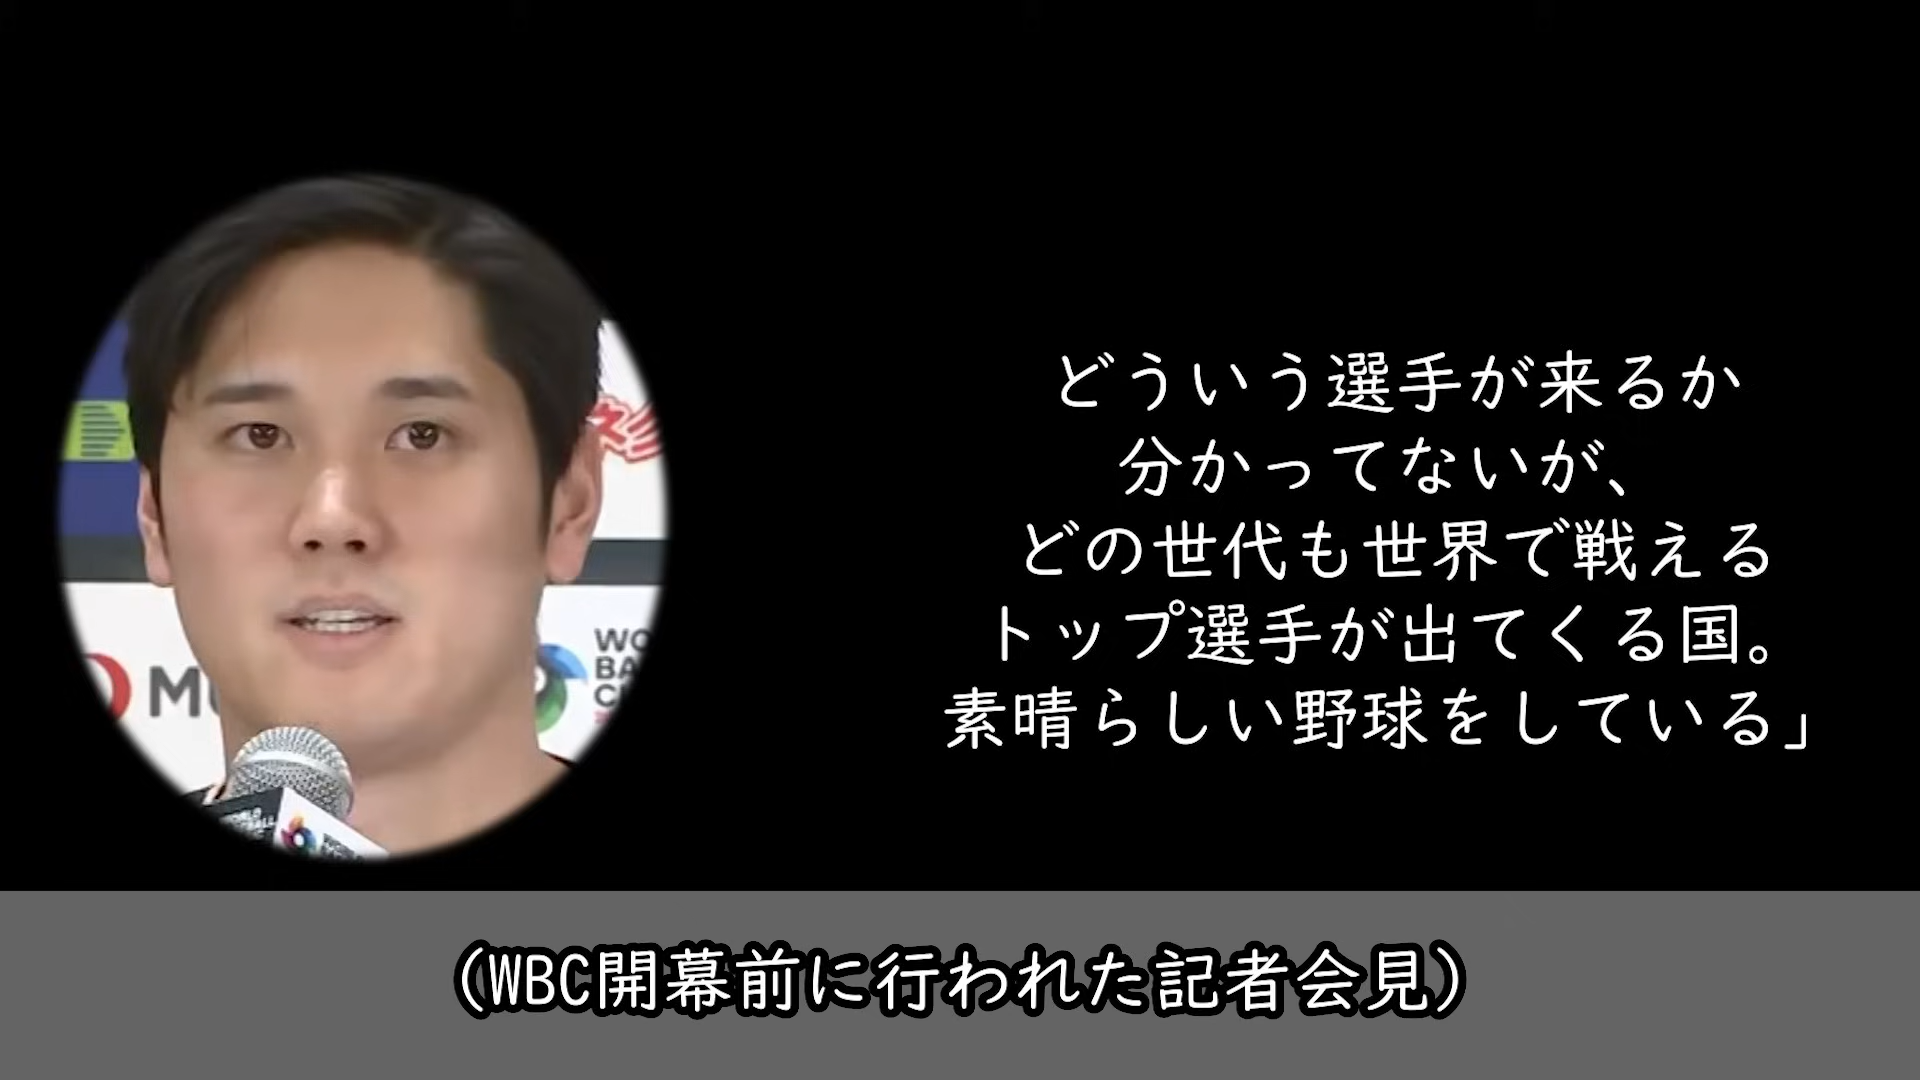 どういう選手が来るか
分かってないが、
どの世代も世界で戦える
トップ選手が出てくる国。
素晴らしい野球をしている」
WO
BA
C
M
(WBC開幕前に行われた記者会見)